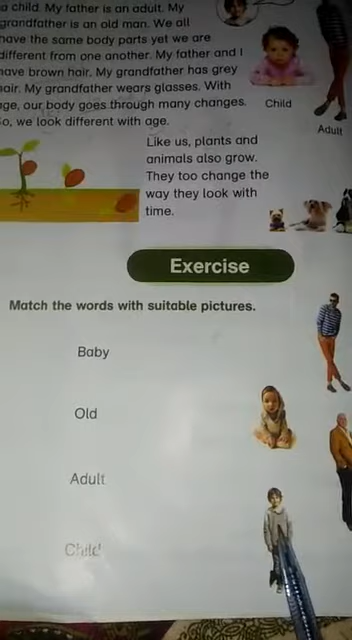 a child. My father is an adult. My
grandfather is an old man. We all
have the same body parts yet we are
different from one another. My father and I
have brown hair. My grandfather has grey
hair. My grandfather wears glasses. With
age, our body goes through many changes.
So, we look different with age.
Child
Adult
Like us, plants and
animals also grow.
They too change the
way they look with
time.
Exercise
Match the words with suitable pictures.
Baby
Old
Adult
Child